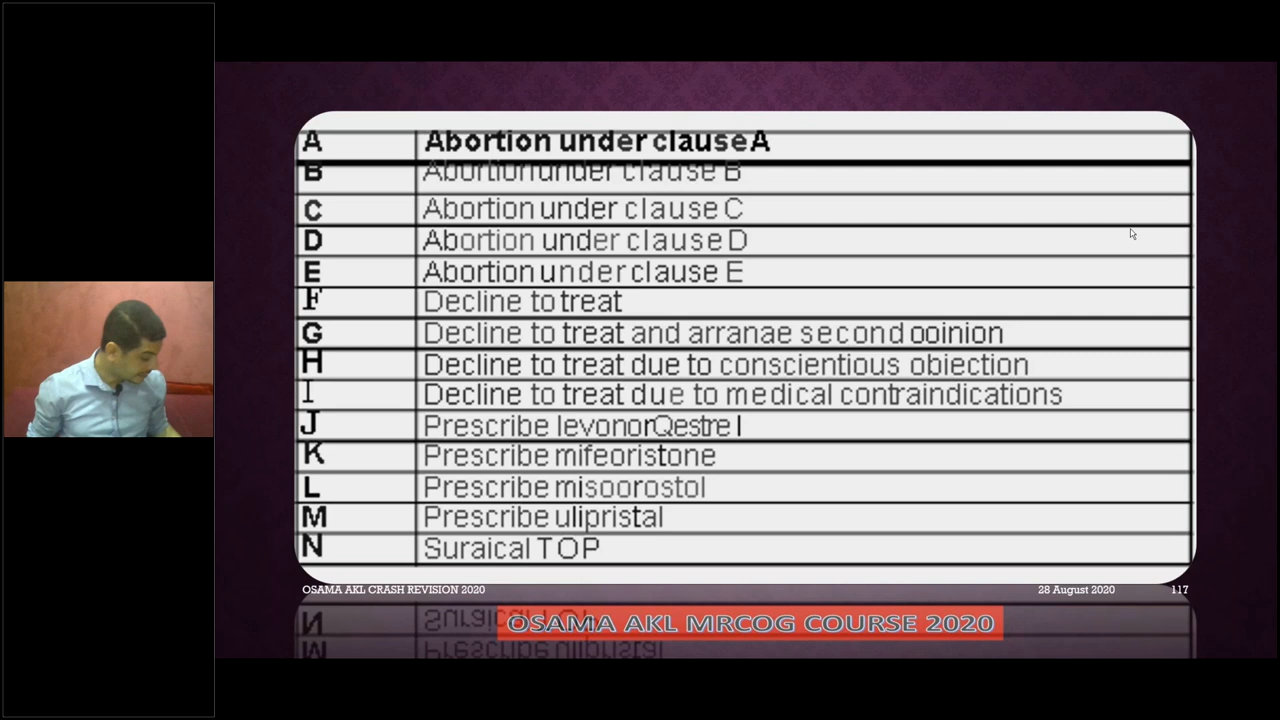 A Abortion under clause A
B Abortion under clause B
C Abortion under clause C
D Abortion under clause D
E Abortion under clause E
F Decline to treat
G Decline to treat and arranae second ooinion
H Decline to treat due to conscientious obiection
I Decline to treat due to medical contraindications
J Prescribe levonorQestrel
K Prescribe mifeoristone
L Prescribe misoorostol
M Prescribe ulipristal
N Suraical TOP
OSAMA AKL CRASH REVISION 2020 28 August 2020 117
OSAMA AKL MRCOG COURSE 2020